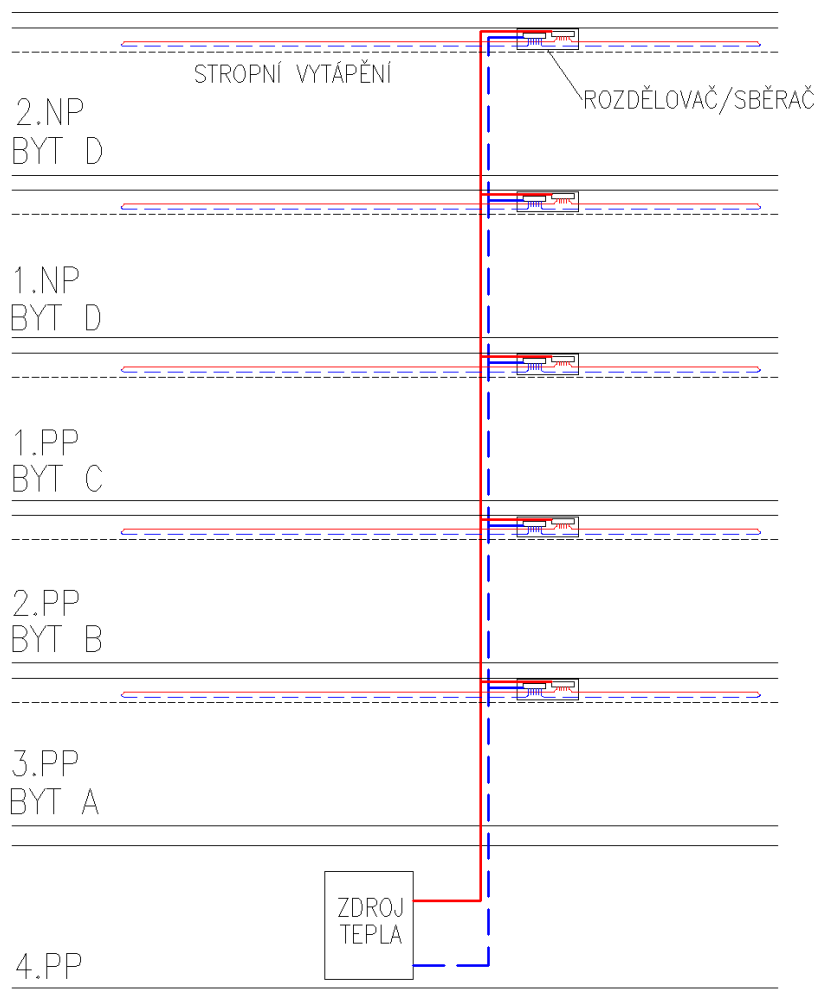 STROPNÍ VYTÁPĚNÍ
ROZDĚLOVAČ/SBĚRAČ
2.NP
BYT D
1.NP
BYT D
1.PP
BYT C
2.PP
BYT B
3.PP
BYT A
ZDROJ
TEPLA
4.PP